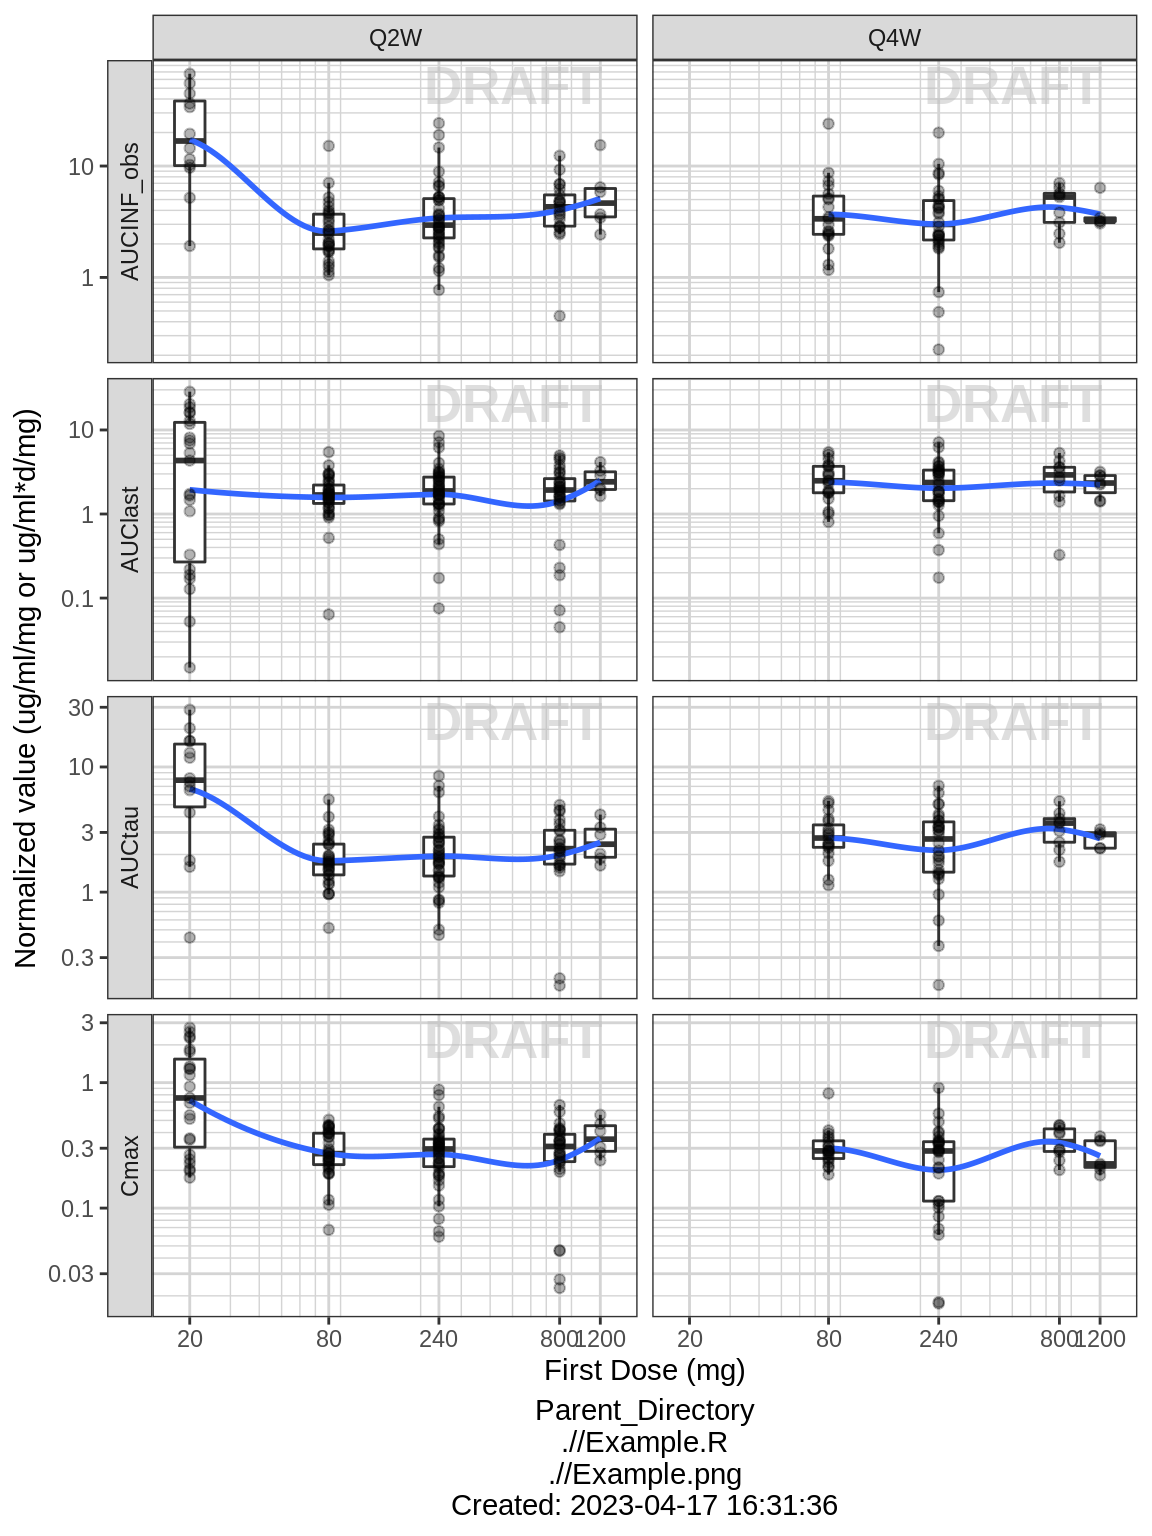 Q2W
Q4W
Normalized value (ug/ml/mg or ug/ml*d/mg)
AUCINF_obs
10
1
DRAFT
DRAFT
AUClast
10
1
0.1
DRAFT
DRAFT
AUCtau
30
10
3
1
0.3
DRAFT
DRAFT
Cmax
3
1
0.3
0.1
0.03
DRAFT
DRAFT
20 80 240 800 1200
20 80 240 800 1200
First Dose (mg)
Parent_Directory
.//Example.R
.//Example.png
Created: 2023-04-17 16:31:36